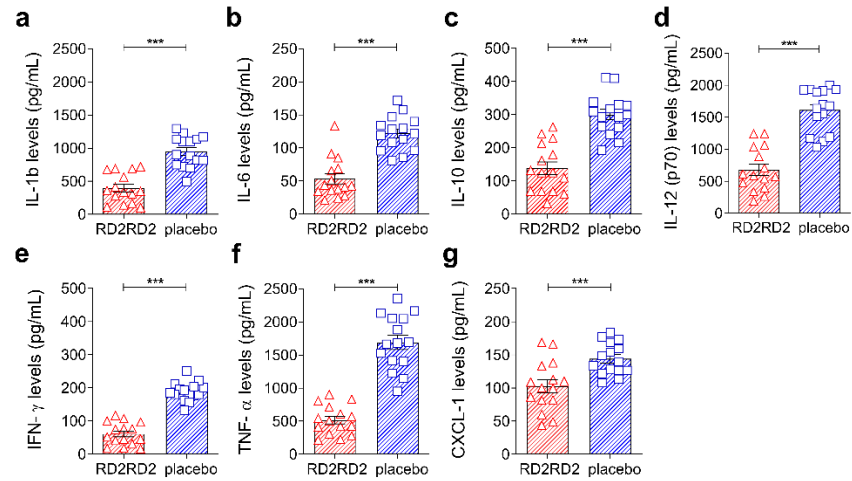 a
***
IL-1b levels (pg/mL)
2500
2000
1500
1000
500
0
RD2RD2 placebo
b
***
IL-6 levels (pg/mL)
250
200
150
100
50
0
RD2RD2 placebo
c
***
IL-10 levels (pg/mL)
500
400
300
200
100
0
RD2RD2 placebo
d
***
IL-12 (p70) levels (pg/mL)
2500
2000
1500
1000
500
0
RD2RD2 placebo
e
***
IFN- γ levels (pg/mL)
500
400
300
200
100
0
RD2RD2 placebo
f
***
TNF- α levels (pg/mL)
2500
2000
1500
1000
500
0
RD2RD2 placebo
g
***
CXCL-1 levels (pg/mL)
250
200
150
100
50
0
RD2RD2 placebo